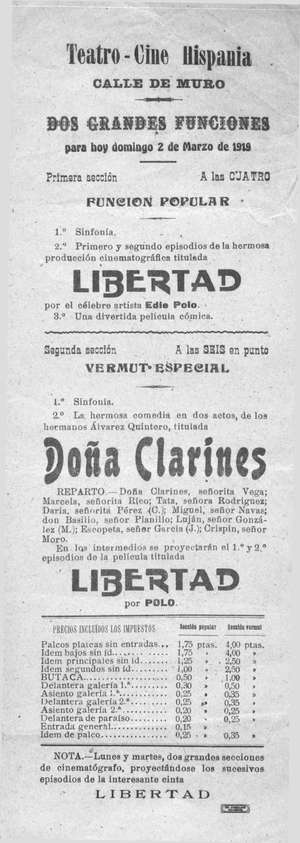 Teatro-Cine Hispania
CALLE DE MURO
DOS GRANDES FUNCIONES
para hoy domingo 2 de Marzo de 1919
Primera sección A las CUATRO
FUNCION POPULAR
1.º Sinfonia.
2.º Primero y segundo episodios de la hermosa
producción cinematográfica titulada
LIBERTAD
por el célebre artista Edie Polo.
3.º Una divertida película cómica.
Segunda sección A las SEIS en punto
VERMUT-ESPECIAL
1.º Sinfonia.
2.º La hermosa comedia en dos actos, de los
hermanos Álvarez Quintero, titulada
Doña Clarines
REPARTO.—Doña Clarines, señorita Vega;
Marcela, señorita Rico; Tata, señora Rodríguez;
Daría, señorita Pérez (C.); Miguel, señor Navas;
don Basilio, señor Pianillo; Luján, señor Gonzá-
lez (M.); Escopeta, señor García (J.); Crispín, señor
Moro.
En los intermedios se proyectarán el 1.º y 2.º
episodios de la película titulada
LIBERTAD
por POLO.
PRECIOS INCLUÍDOS LOS IMPUESTOS Sección popular Sección vermut
Palcos plateas sin entradas... 1,75 ptas. 4,00 ptas.
Idem bajos sin id. 1,75 » 4,00 »
Idem principales sin id. 1,25 » 2,50 »
Idem segundos sin id. 1,00 » 2,50 »
BUTACA 0,50 » 1,00 »
Delantera galería 1.ª 0,30 » 0,50 »
Asiento galería 1.ª 0,25 » 0,35 »
Delantera galería 2.ª 0,25 » 0,35 »
Asiento galería 2.ª 0,20 » 0,25 »
Delantera de paraíso 0,20 » 0,25 »
Entrada general 0,15 » »
Idem de palco 0,25 » 0,35 »
NOTA.—Lunes y martes, dos grandes secciones
de cinematógrafo, proyectándose los sucesivos
episodios de la interesante cinta
LIBERTAD